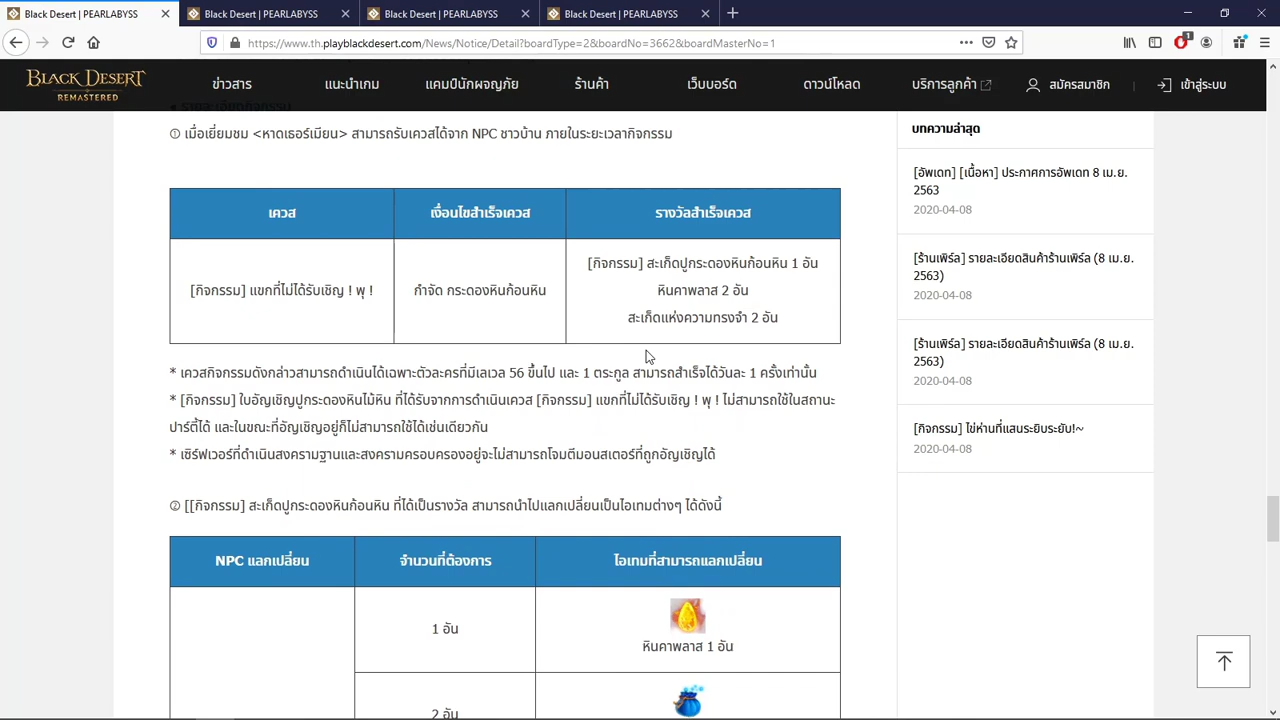 Black Desert | PEARLABYSS
Black Desert | PEARLABYSS
Black Desert | PEARLABYSS
Black Desert | PEARLABYSS
https://www.th.playblackdesert.com/News/Notice/Detail?boardType=2&boardNo=3662&boardMasterNo=1
1
BLACK DESERT
REMASTERED
ข่าวสาร
แนะนำเกม
แคมป์นักผจญภัย
ร้านค้า
เว็บบอร์ด
ดาวน์โหลด
บริการลูกค้า
สมัครสมาชิก
เข้าสู่ระบบ
• รายละเอียดกิจกรรม
① เมื่อเยี่ยมชม <หาดเธอร์เมียน> สามารถรับเควสได้จาก NPC ชาวบ้าน ภายในระยะเวลากิจกรรม
เควส
เงื่อนไขสำเร็จเควส
รางวัลสำเร็จเควส
[กิจกรรม] แขกที่ไม่ได้รับเชิญ ! พุ !
กำจัด กระดองหินก้อนหิน
[กิจกรรม] สะเก็ดปูกระดองหินก้อนหิน 1 อัน
หินคาพลาส 2 อัน
สะเก็ดแห่งความทรงจำ 2 อัน
* เควสกิจกรรมดังกล่าวสามารถดำเนินได้เฉพาะตัวละครที่มีเลเวล 56 ขึ้นไป และ 1 ตระกูล สามารถสำเร็จได้วันละ 1 ครั้งเท่านั้น
* [กิจกรรม] ใบอัญเชิญปูกระดองหินไม้หิน ที่ได้รับจากการดำเนินเควส [กิจกรรม] แขกที่ไม่ได้รับเชิญ ! พุ ! ไม่สามารถใช้ในสถานะ
ปาร์ตี้ได้ และในขณะที่อัญเชิญอยู่ก็ไม่สามารถใช้ได้เช่นเดียวกัน
* เซิร์ฟเวอร์ที่ดำเนินสงครามฐานและสงครามครอบครองอยู่จะไม่สามารถโจมตีมอนสเตอร์ที่ถูกอัญเชิญได้
② [[กิจกรรม] สะเก็ดปูกระดองหินก้อนหิน ที่ได้เป็นรางวัล สามารถนำไปแลกเปลี่ยนเป็นไอเทมต่างๆ ได้ดังนี้
NPC แลกเปลี่ยน
จำนวนที่ต้องการ
ไอเทมที่สามารถแลกเปลี่ยน
1 อัน
หินคาพลาส 1 อัน
2 อัน
บทความล่าสุด
[อัพเดท] [เนื้อหา] ประกาศการอัพเดท 8 เม.ย.
2563
2020-04-08
[ร้านเพิร์ล] รายละเอียดสินค้าร้านเพิร์ล (8 เม.ย.
2563)
2020-04-08
[ร้านเพิร์ล] รายละเอียดสินค้าร้านเพิร์ล (8 เม.ย.
2563)
2020-04-08
[กิจกรรม] ไข่ห่านที่แสบระยิบระยับ!~
2020-04-08